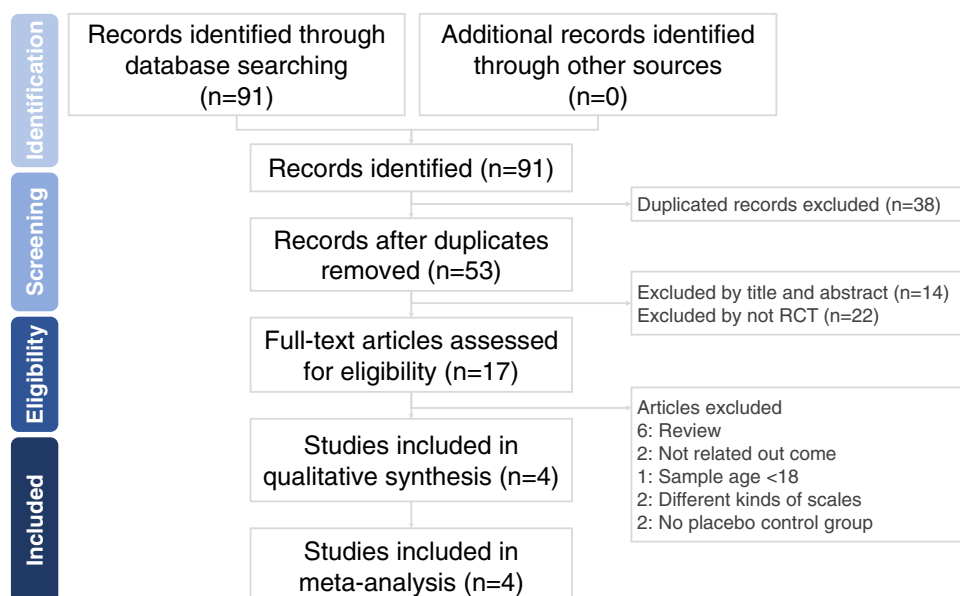 Identification
Records identified through
database searching
(n=91)
Additional records identified
through other sources
(n=0)
Records identified (n=91)
Screening
Duplicated records excluded (n=38)
Records after duplicates
removed (n=53)
Excluded by title and abstract (n=14)
Excluded by not RCT (n=22)
Eligibility
Full-text articles assessed
for eligibility (n=17)
Articles excluded
6: Review
2: Not related out come
1: Sample age <18
2: Different kinds of scales
2: No placebo control group
Included
Studies included in
qualitative synthesis (n=4)
Studies included in
meta-analysis (n=4)